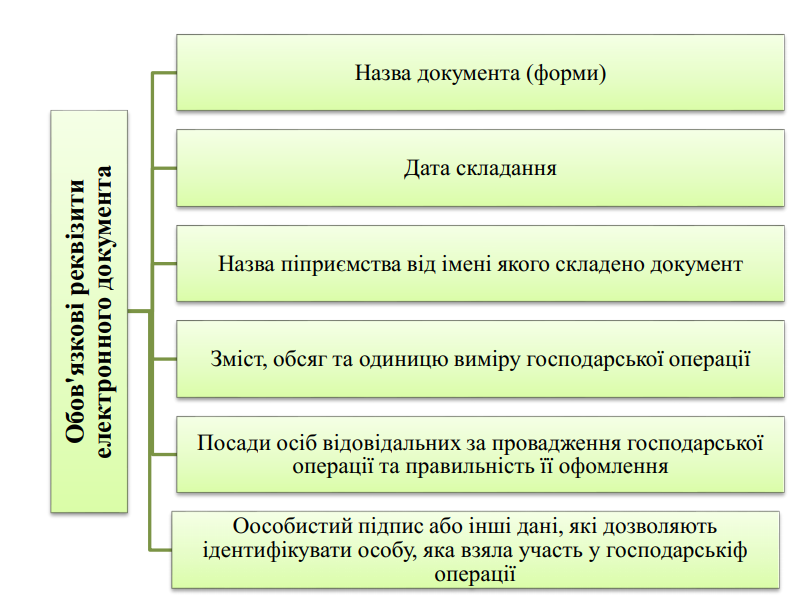 Обов'язкові реквізити
електронного документа
Назва документа (форми)
Дата складання
Назва піприємства від імені якого складено документ
Зміст, обсяг та одиницю виміру господарської операції
Посади осіб відовідальних за провадження господарської
операції та правильність її офомлення
Оособистий підпис або інші дані, які дозволяють
ідентифікувати особу, яка взяла участь у господарськіф
операції